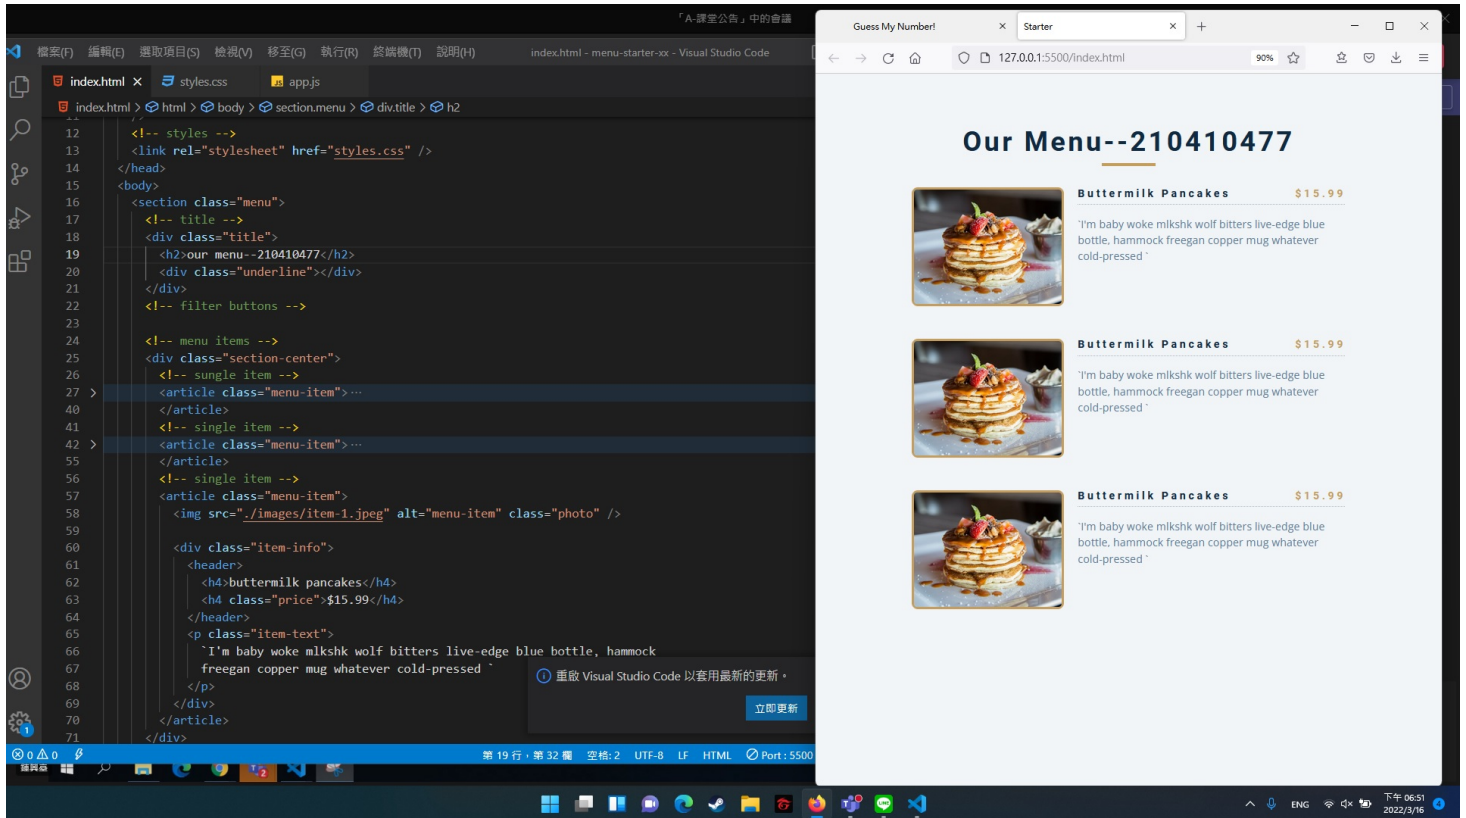 「A-課堂公告」中的會議
檔案(F) 編輯(E) 選取項目(S) 檢視(V) 移至(G) 執行(R) 終端機(T) 說明(H) index.html - menu-starter-xx - Visual Studio Code
index.html styles.css app.js
index.html > html > body > section.menu > div.title > h2
11 />
12 <!-- styles -->
13 <link rel="stylesheet" href="styles.css" />
14 </head>
15 <body>
16 <section class="menu">
17 <!-- title -->
18 <div class="title">
19 <h2>our menu--210410477</h2>
20 <div class="underline"></div>
21 </div>
22 <!-- filter buttons -->
23
24 <!-- menu items -->
25 <div class="section-center">
26 <!-- sungle item -->
27 <article class="menu-item">…
40 </article>
41 <!-- single item -->
42 <article class="menu-item">…
55 </article>
56 <!-- single item -->
57 <article class="menu-item">
58 <img src="./images/item-1.jpeg" alt="menu-item" class="photo" />
59
60 <div class="item-info">
61 <header>
62 <h4>buttermilk pancakes</h4>
63 <h4 class="price">$15.99</h4>
64 </header>
65 <p class="item-text">
66 `I'm baby woke mlkshk wolf bitters live-edge blue bottle, hammock
67 freegan copper mug whatever cold-pressed `
68 </p>
69 </div>
70 </article>
71 </div>
重啟 Visual Studio Code 以套用最新的更新。
立即更新
1
0 0 第 19 行，第 32 欄 空格: 2 UTF-8 LF HTML Port : 5500
Guess My Number! Starter
127.0.0.1:5500/index.html 90%
Our Menu--210410477
Buttermilk Pancakes $15.99
`I'm baby woke mlkshk wolf bitters live-edge blue
bottle, hammock freegan copper mug whatever
cold-pressed `
Buttermilk Pancakes $15.99
`I'm baby woke mlkshk wolf bitters live-edge blue
bottle, hammock freegan copper mug whatever
cold-pressed `
Buttermilk Pancakes $15.99
`I'm baby woke mlkshk wolf bitters live-edge blue
bottle, hammock freegan copper mug whatever
cold-pressed `
ENG 下午 06:51
2022/3/16 4